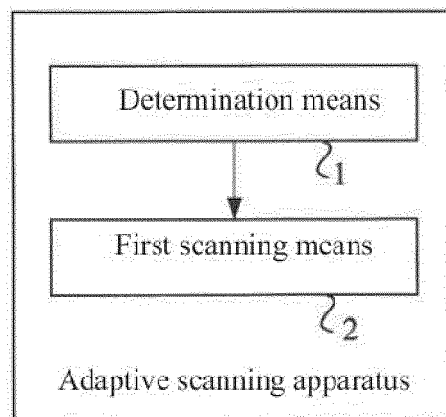 Determination means
1
First scanning means
2
Adaptive scanning apparatus